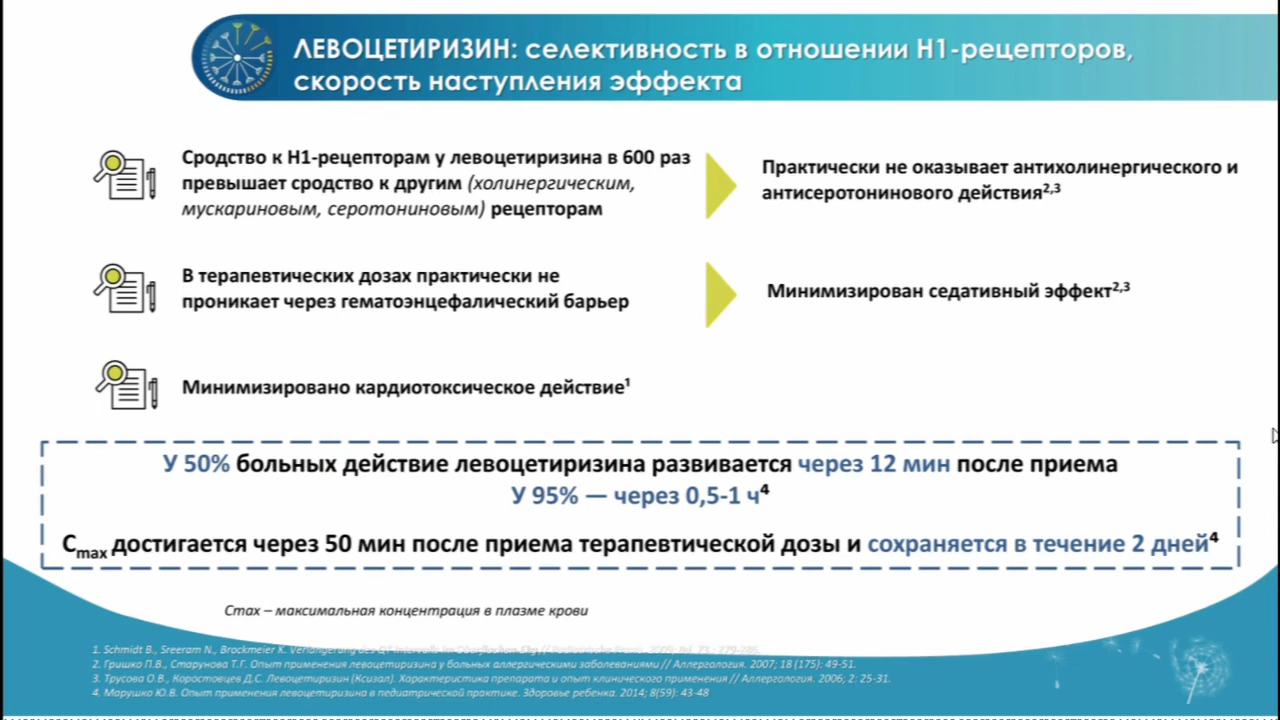 ЛЕВОЦЕТИРИЗИН: селективность в отношении Н1-рецепторов,
скорость наступления эффекта
Сродство к Н1-рецепторам у левоцетиризина в 600 раз
превышает сродство к другим (холинергическим,
мускариновым, серотониновым) рецепторам
Практически не оказывает антихолинергического и
антисеротонинового действия2,3
В терапевтических дозах практически не
проникает через гематоэнцефалический барьер
Минимизирован седативный эффект2,3
Минимизировано кардиотоксическое действие1
У 50% больных действие левоцетиризина развивается через 12 мин после приема
У 95% — через 0,5-1 ч4
Cmax достигается через 50 мин после приема терапевтической дозы и сохраняется в течение 2 дней4
Cmax – максимальная концентрация в плазме крови
1. Schmidt B., Sreeram N., Brockmeier K. Verlangerung des QT-Intervalls im
2. Гришко П.В., Старунова Т.Г. Опыт применения левоцетиризина у больных аллергическими заболеваниями // Аллергология. 2007; 18 (175): 49-51.
3. Трусова О.В., Коростовцев Д.С. Левоцетиризин (Ксизал). Характеристика препарата и опыт клинического применения // Аллергология. 2006; 2: 25-31.
4. Марушко Ю.В. Опыт применения левоцетиризина в педиатрической практике. Здоровье ребенка. 2014; 8(59): 43-48